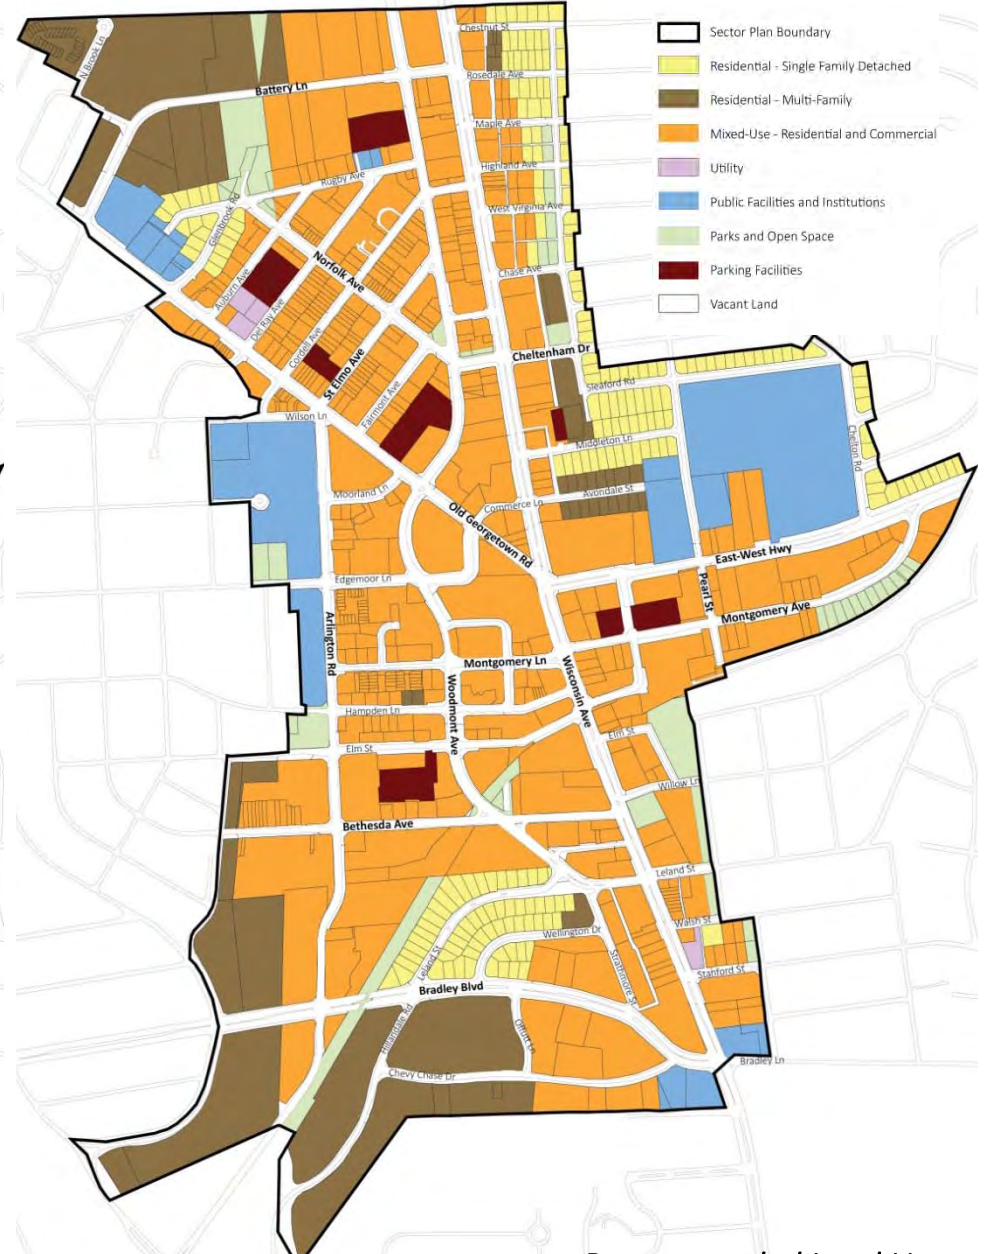 Sector Plan Boundary
Residential - Single Family Detached
Residential - Multi-Family
Mixed-Use - Residential and Commercial
Utility
Public Facilities and Institutions
Parks and Open Space
Parking Facilities
Vacant Land
Chestnut St
N Brook Ln
Rosedale Ave
Battery Ln
Maple Ave
Highland Ave
Rugby Ave
West Virginia Ave
Glenbrook Rd
Norfolk Ave
Chase Ave
Auburn Ave
Del Ray Ave
Cordell Ave
St Elmo Ave
Cheltenham Dr
Sleaford Rd
Fairmont Ave
Wilson Ln
Middleton Ln
Chelton Rd
Moorland Ln
Avondale St
Commerce Ln
Old Georgetown Rd
East-West Hwy
Edgemoor Ln
Pearl St
Montgomery Ave
Arlington Rd
Montgomery Ln
Wisconsin Ave
Woodmont Ave
Hampden Ln
Elm St
Elm St
Willow Ln
Bethesda Ave
Leland St
Walsh St
Wellington Dr
Leland St
Strathmore St
Stanford St
Bradley Blvd
Hillandale Rd
Offutt Ln
Bradley Ln
Chevy Chase Dr